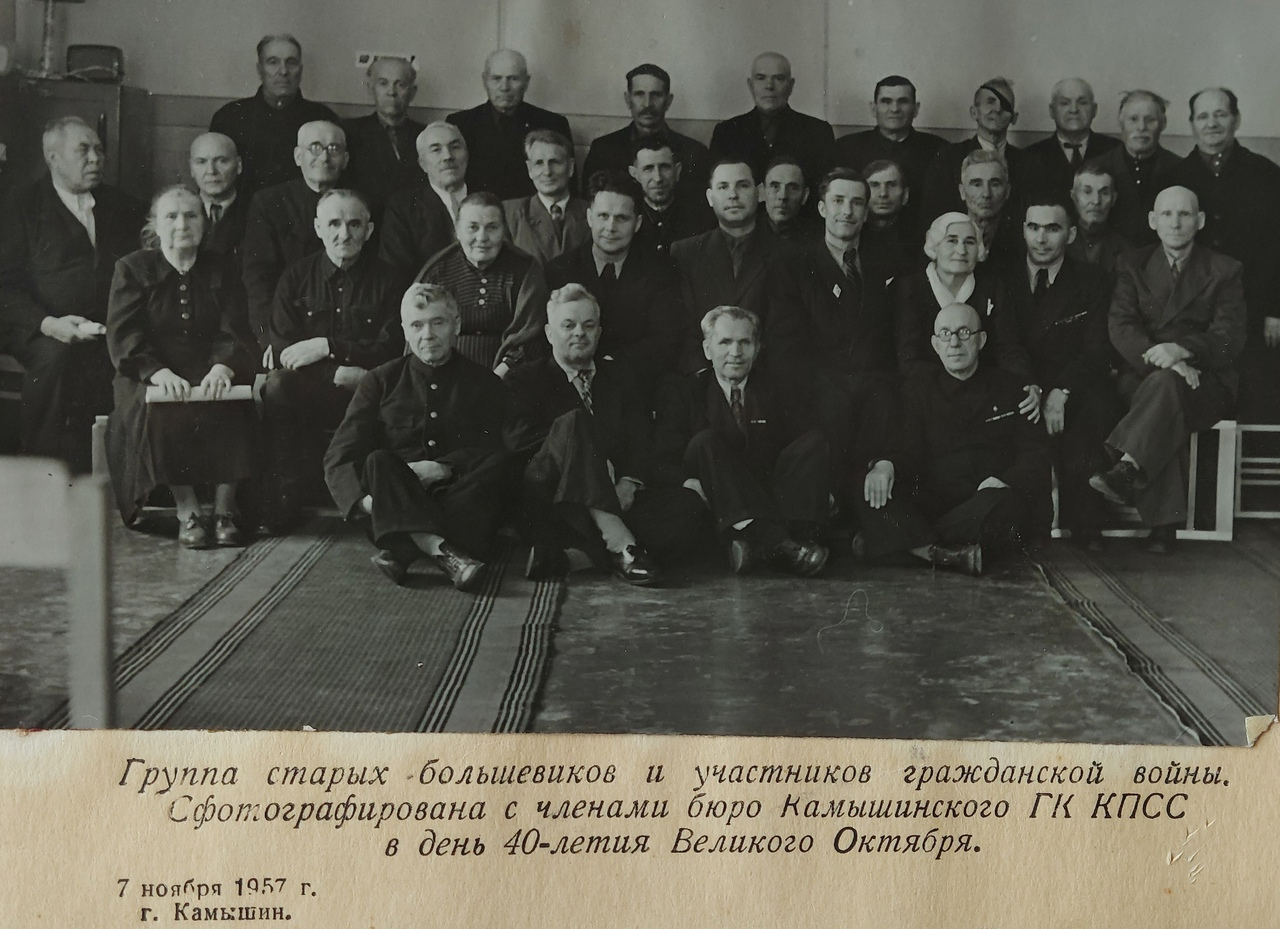 Группа старых большевиков и участников гражданской войны.
Сфотографирована с членами бюро Камышинского ГК КПСС
в день 40-летия Великого Октября.
7 ноября 1957 г.
г. Камышин.